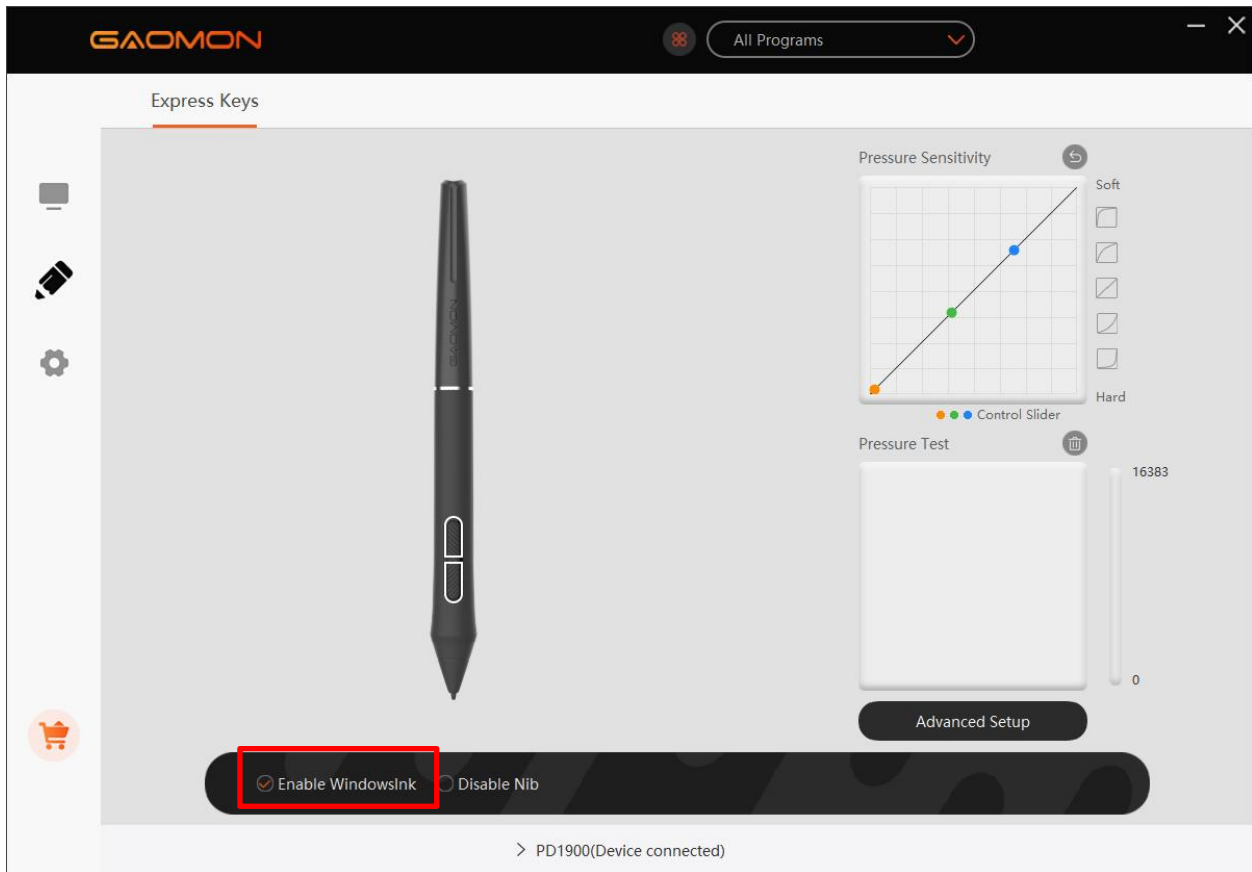 GAOMON
All Programs
Express Keys
Pressure Sensitivity
Soft
Hard
Control Slider
Pressure Test
16383
0
GAOMON
Advanced Setup
Enable WindowsInk
Disable Nib
PD1900(Device connected)